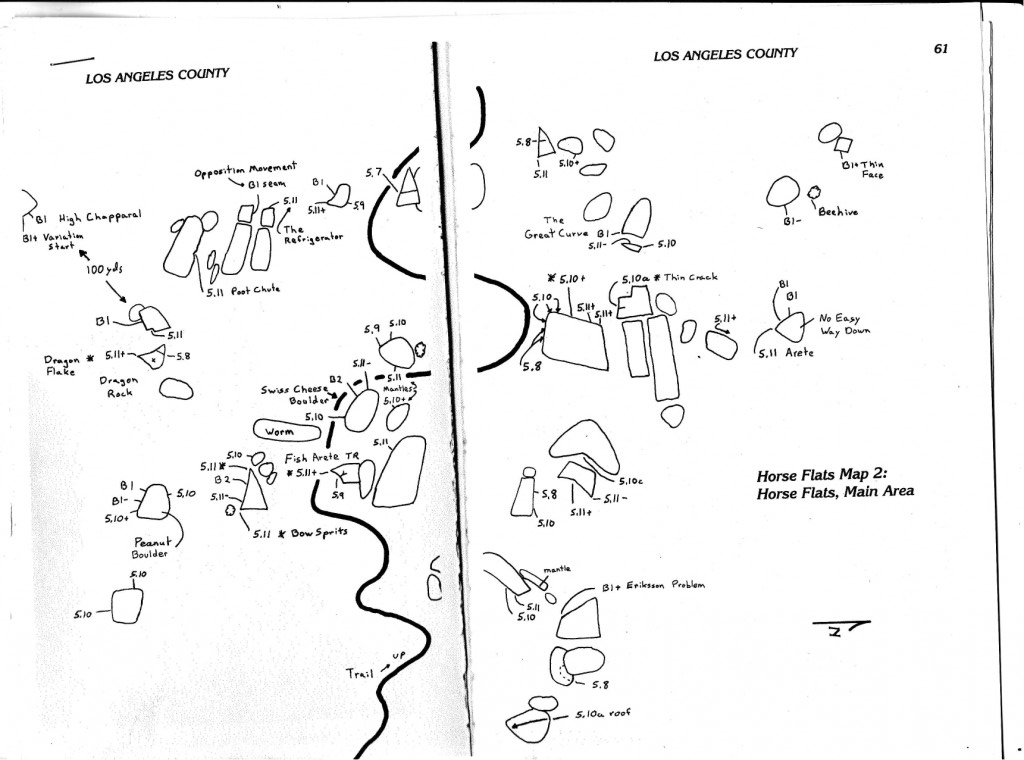 LOS ANGELES COUNTY
Opposition Movement
B1 seam
B1
5.11
5.11+
5.9
The
Refrigerator
5.7
B1 High Chapparal
B1+ Variation
Start
100 yds
5.11 Poot Chute
B1
5.11
Dragon *
Flake
5.11+
*
5.8
Dragon
Rock
5.9
5.10
5.11-
B2
5.11
Mantles
5.10+
Swiss Cheese
Boulder
5.10
Worm
5.11
Fish Arete TR
* 5.11+
5.9
5.10
5.11 *
B2
5.11-
5.11 * Bow Sprits
B1
B1-
5.10+
5.10
Peanut
Boulder
5.10
5.10
Trail
up
LOS ANGELES COUNTY
61
5.8
5.11
5.10+
B1+ Thin
Face
B1-
Beehive
The
Great Curve
B1
5.11-
5.10
* 5.10+
5.10
5.11+
5.11+
5.8
5.10a * Thin Crack
5.11+
B1
B1
No Easy
Way Down
5.11 Arete
5.10c
5.11-
5.11+
5.8
5.10
Horse Flats Map 2:
Horse Flats, Main Area
mantle
5.11
5.10
B1+ Eriksson Problem
N
5.8
5.10a roof